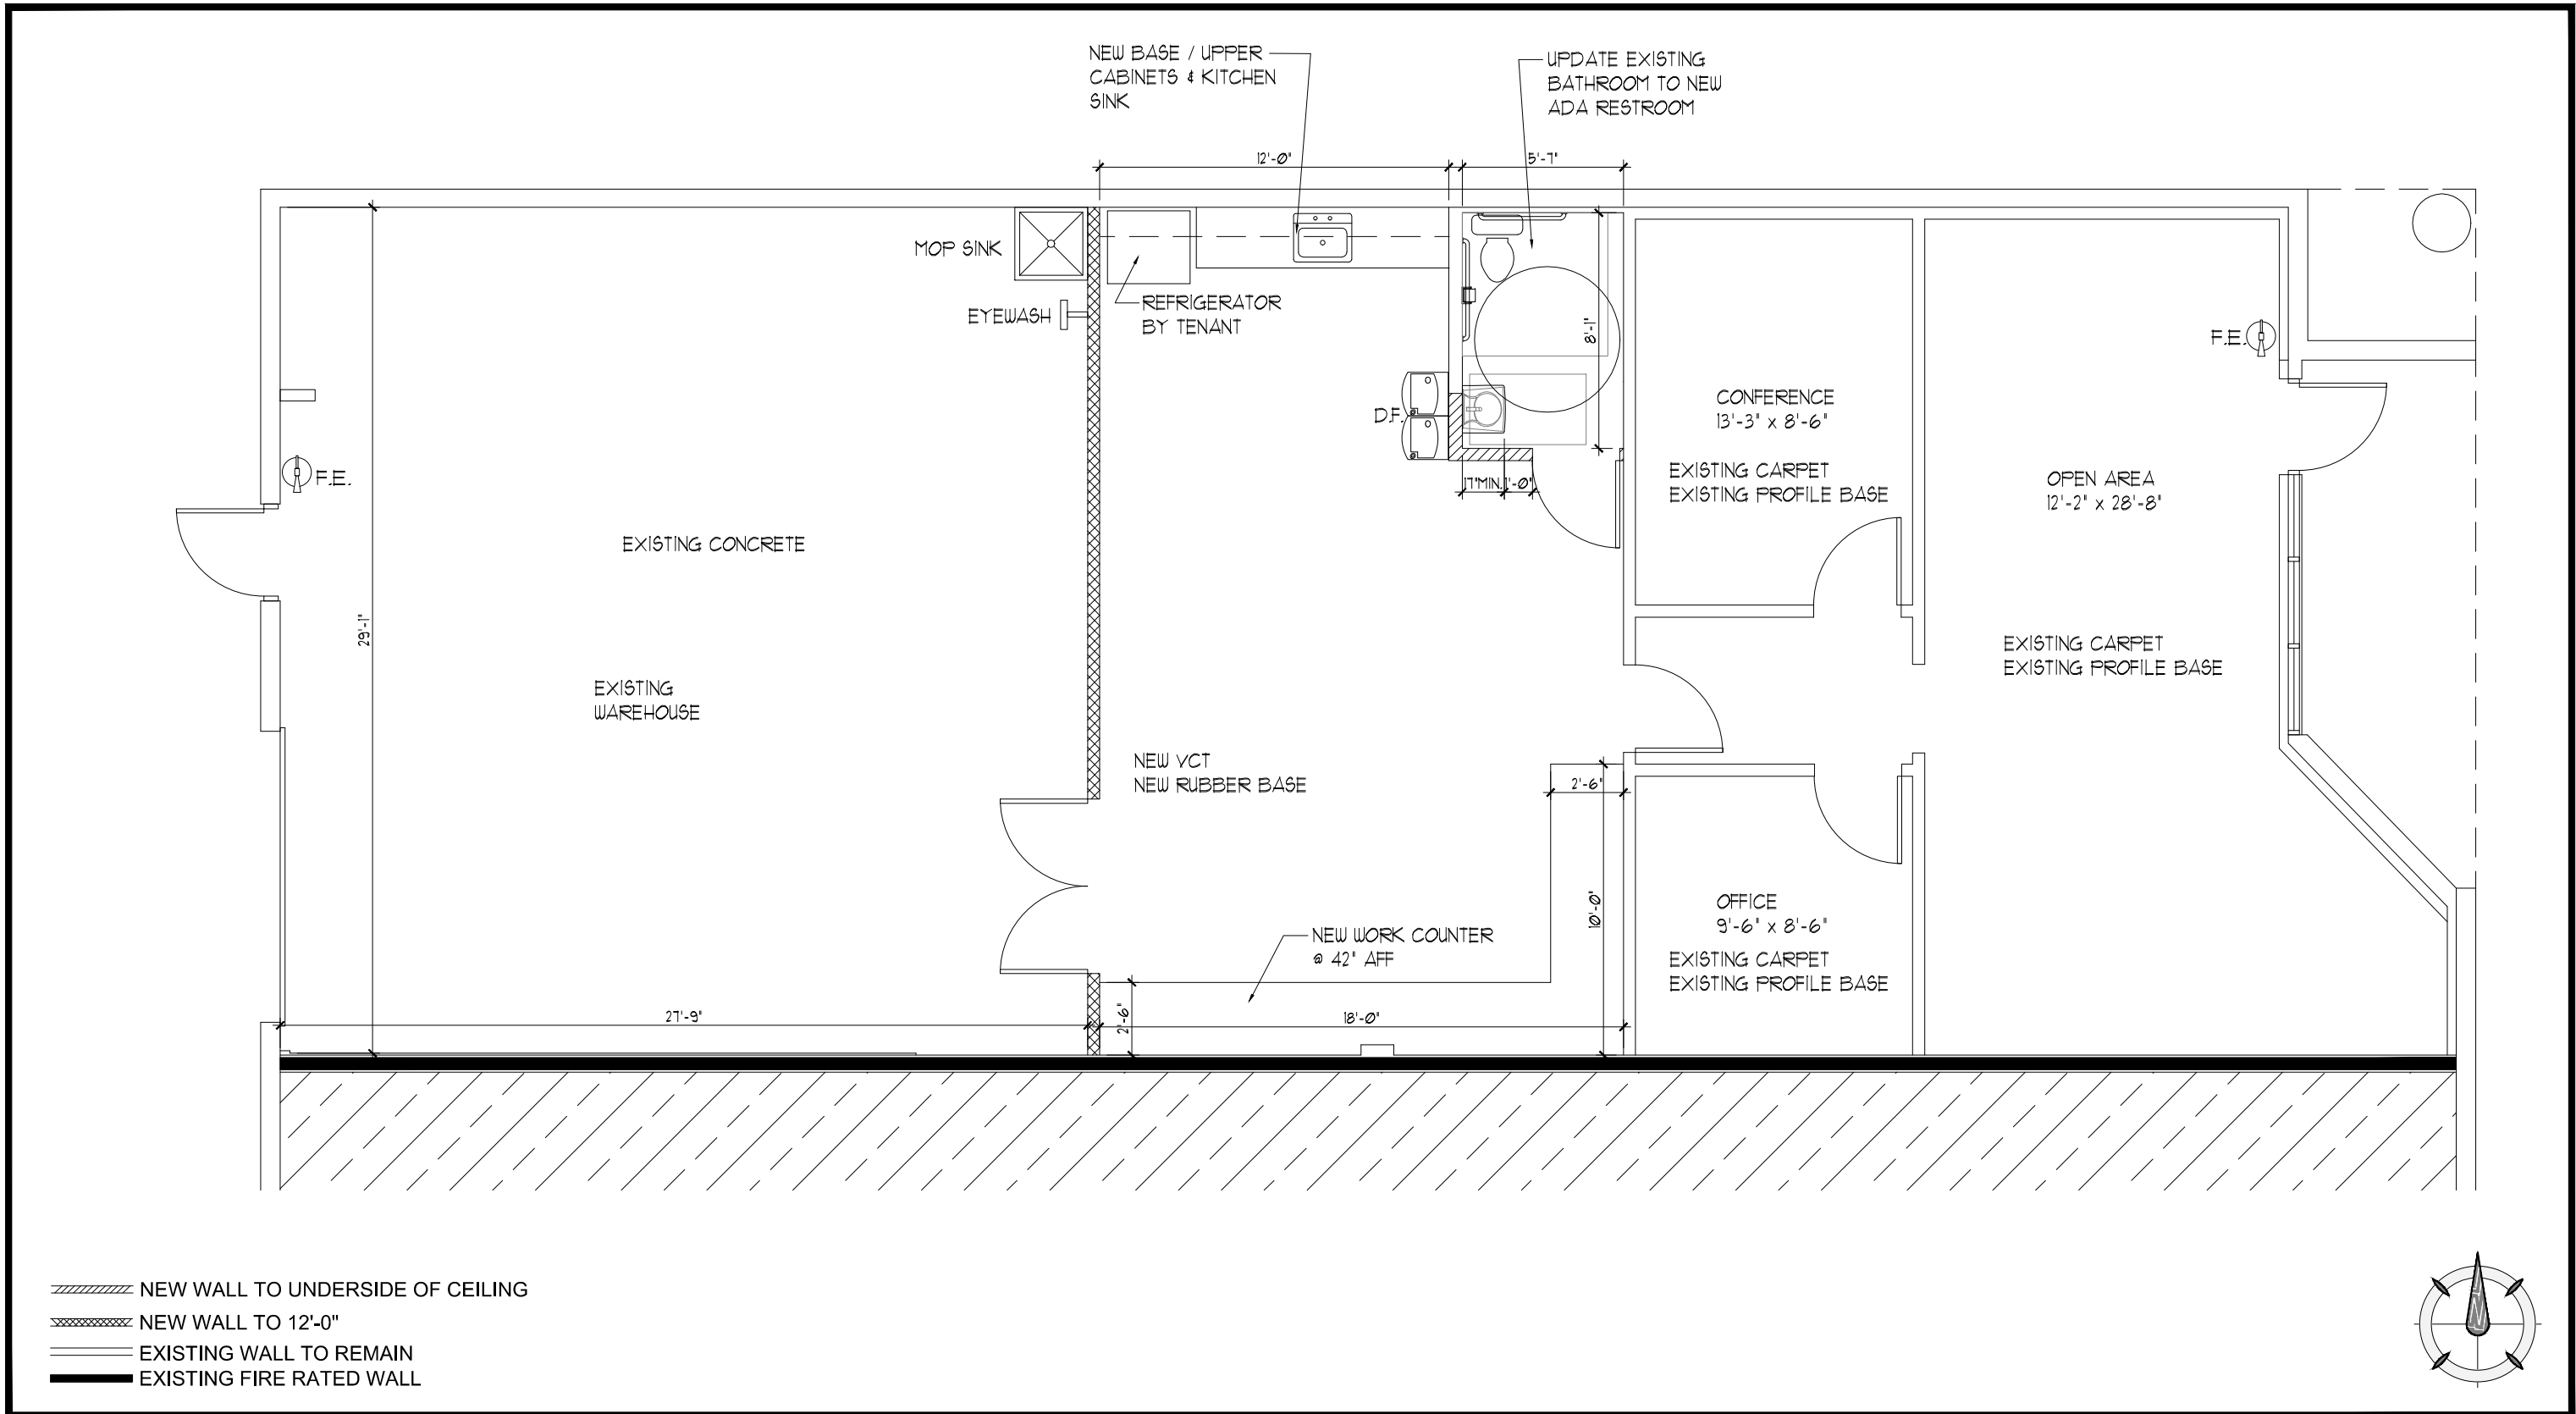 NEW BASE / UPPER
CABINETS & KITCHEN
SINK
UPDATE EXISTING
BATHROOM TO NEW
ADA RESTROOM
12'-0"
5'-7"
MOP SINK
EYEWASH
REFRIGERATOR
BY TENANT
8'-1"
F.E.
D.F.
CONFERENCE
13'-3" x 8'-6"
EXISTING CARPET
EXISTING PROFILE BASE
F.E.
17"MIN.
1'-0"
OPEN AREA
12'-2" x 28'-8"
EXISTING CONCRETE
29'-1"
EXISTING CARPET
EXISTING PROFILE BASE
EXISTING
WAREHOUSE
NEW VCT
NEW RUBBER BASE
2'-6"
10'-0"
OFFICE
9'-6" x 8'-6"
NEW WORK COUNTER
@ 42" AFF
EXISTING CARPET
EXISTING PROFILE BASE
27'-9"
2'-6"
18'-0"
NEW WALL TO UNDERSIDE OF CEILING
NEW WALL TO 12'-0"
EXISTING WALL TO REMAIN
EXISTING FIRE RATED WALL
N